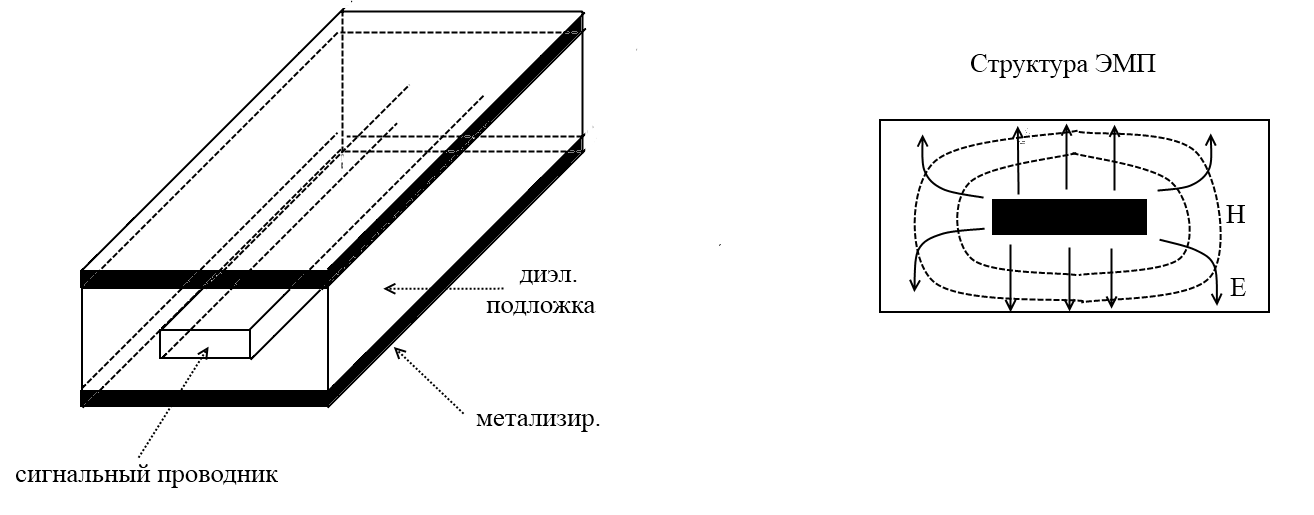 Структура ЭМП
H
E
диэл.
подложка
метализир.
сигнальный проводник